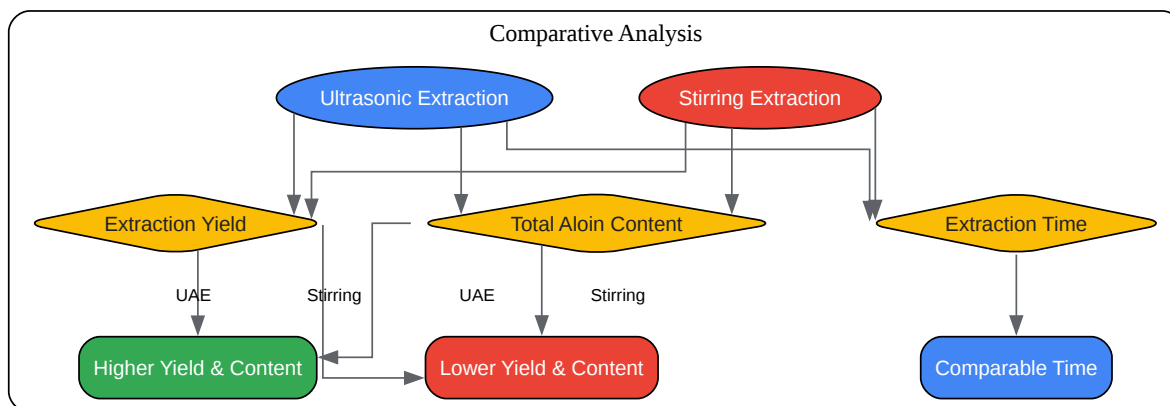 Comparative Analysis
Ultrasonic Extraction
Stirring Extraction
Extraction Yield
Total Aloin Content
Extraction Time
UAE
Stirring
UAE
Stirring
Higher Yield & Content
Lower Yield & Content
Comparable Time